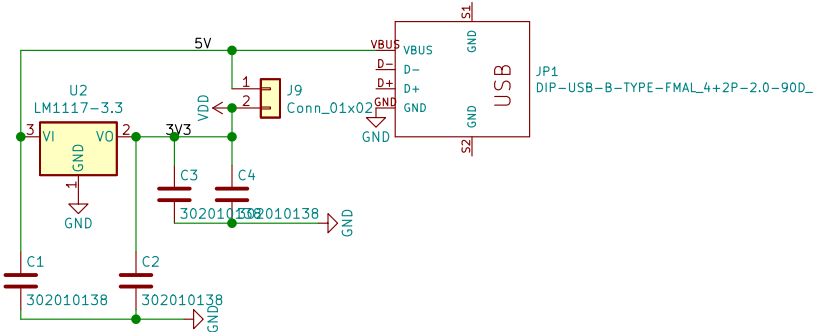 S1
5V
VBUS
VBUS
GND
D-
D-
USB
JP1
U2
1
J9
D+
D+
DIP-USB-B-TYPE-FMAL_4+2P-2.0-90D_
LM1117-3.3
VDD
2
Conn_01x02
GND
GND
GND
3
VI
VO
2
3V3
GND
S2
GND
1
C3
C4
302010138
302010138
GND
GND
C1
C2
302010138
302010138
GND